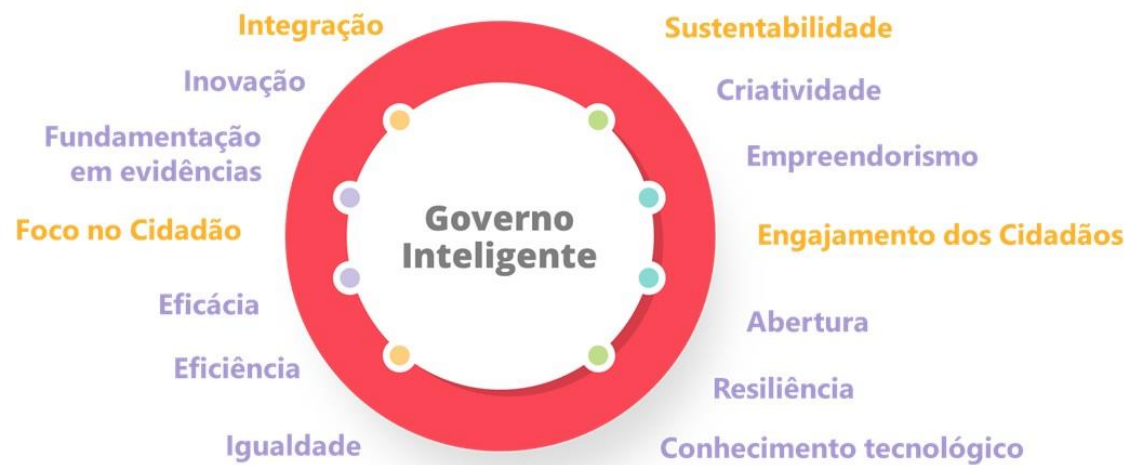 Integração
Inovação
Fundamentação
em evidências
Foco no Cidadão
Eficácia
Eficiência
Igualdade
Governo
Inteligente
Sustentabilidade
Criatividade
Empreendorismo
Engajamento dos Cidadãos
Abertura
Resiliência
Conhecimento tecnológico